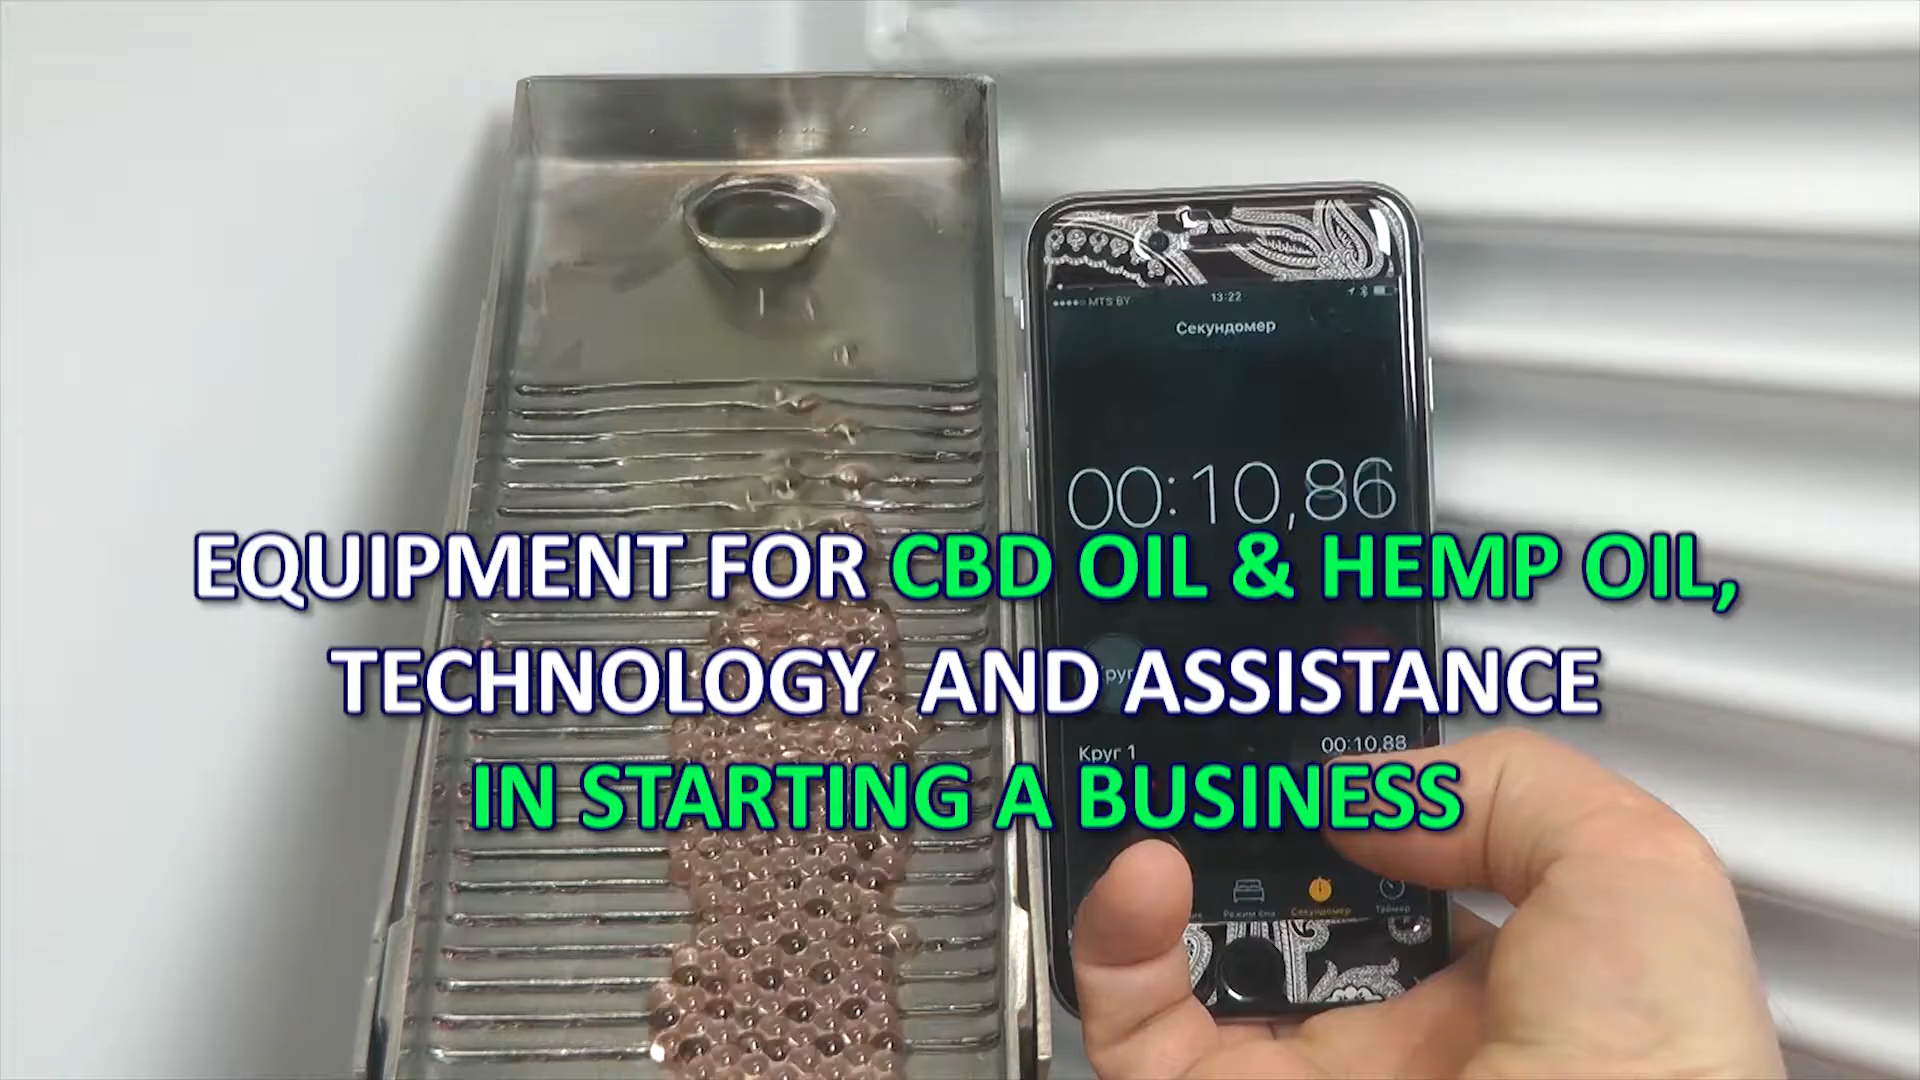 MTS BY 13:22
Секундомер
00:10,86
EQUIPMENT FOR CBD OIL & HEMP OIL,
TECHNOLOGY AND ASSISTANCE
Круг 1 00:10,88
IN STARTING A BUSINESS
Режим сна Секундомер Таймер